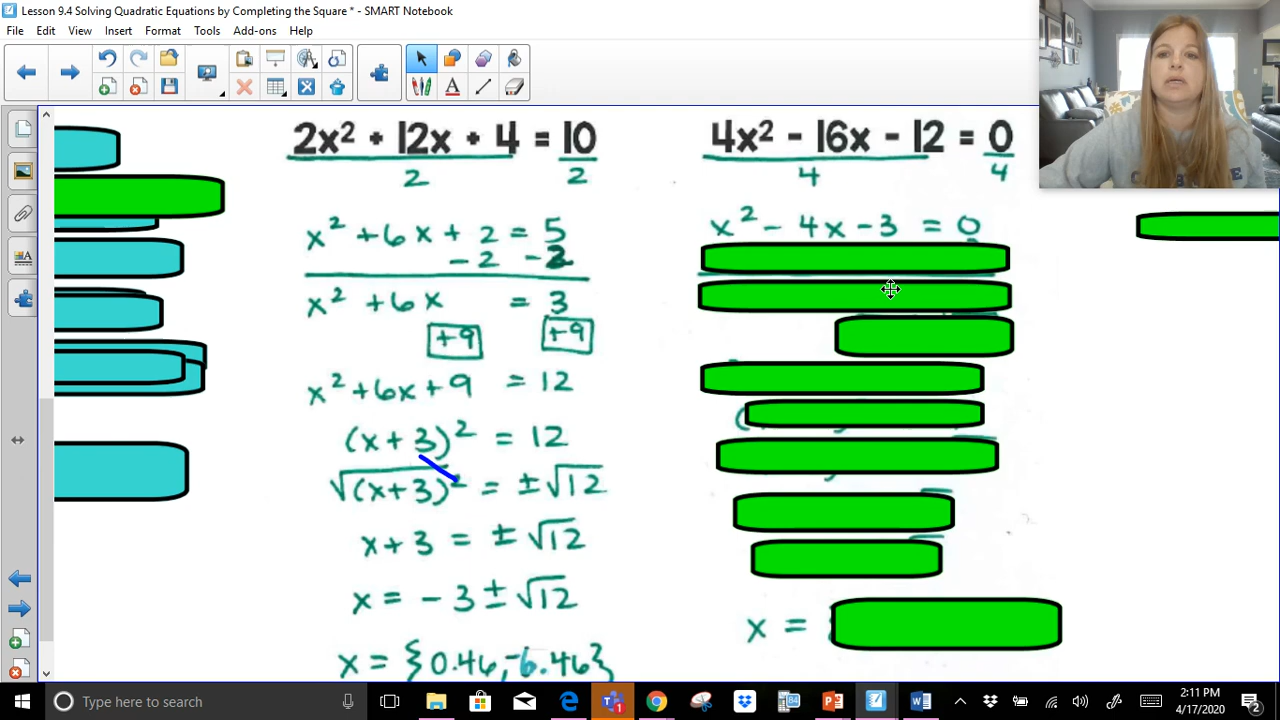 Lesson 9.4 Solving Quadratic Equations by Completing the Square * - SMART Notebook
File Edit View Insert Format Tools Add-ons Help
2x² + 12x + 4 = 10
2 2
x² + 6x + 2 = 5
- 2 - 2
x² + 6x = 3
+9 +9
x² + 6x + 9 = 12
(x + 3)² = 12
√(x + 3)² = ± √12
x + 3 = ± √12
x = - 3 ± √12
x = {0.46, -6.46}
4x² - 16x - 12 = 0
4 4
x² - 4x - 3 = 0
x =
Type here to search
2:11 PM
4/17/2020
2